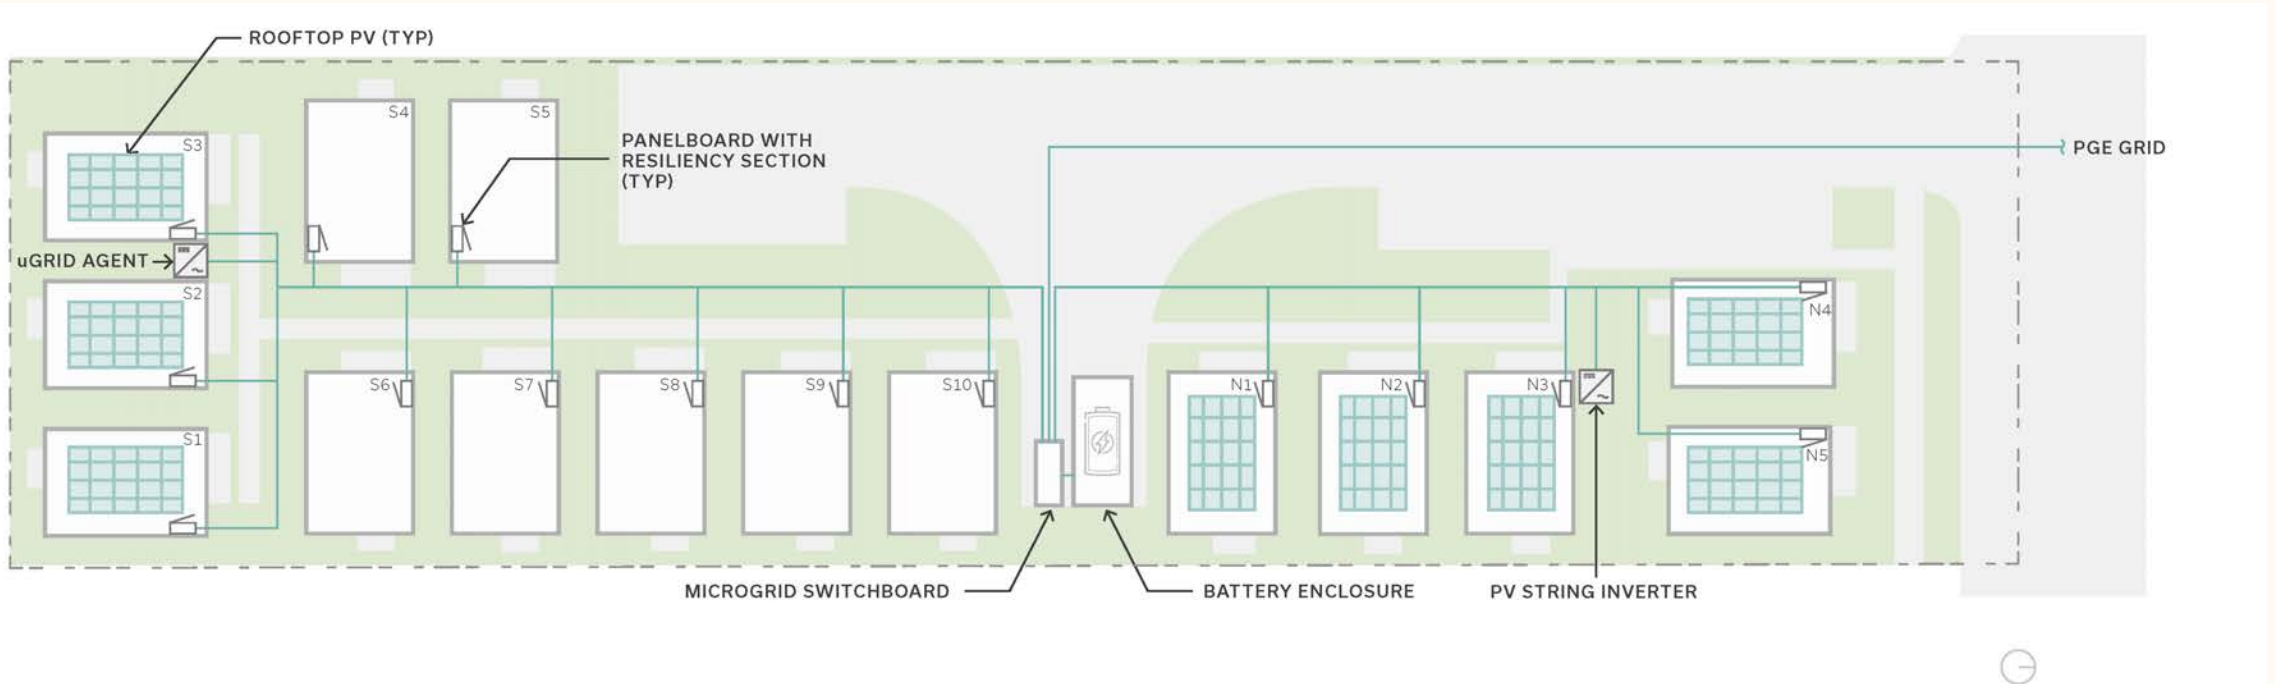 ROOFTOP PV (TYP)
S4
S5
S3
PANELBOARD WITH
RESILIENCY SECTION
(TYP)
PGE GRID
uGRID AGENT
S2
N4
S6
S7
S8
S9
S10
N1
N2
N3
S1
N5
MICROGRID SWITCHBOARD
BATTERY ENCLOSURE
PV STRING INVERTER